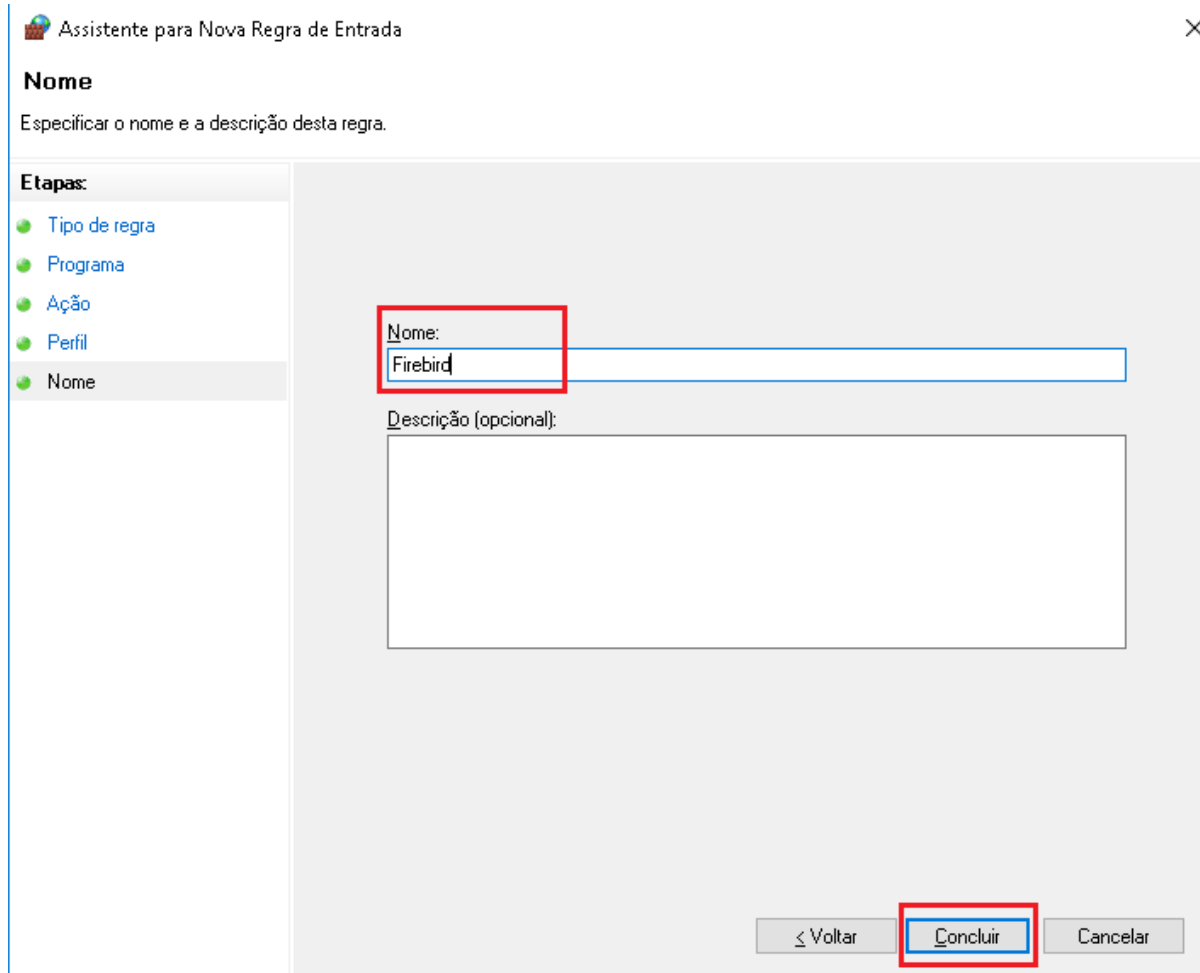 Assistente para Nova Regra de Entrada
Nome
Especificar o nome e a descrição desta regra.
Etapas:
Tipo de regra
Programa
Ação
Perfil
Nome
Nome:
Firebird
Descrição (opcional):
< Voltar Concluir Cancelar